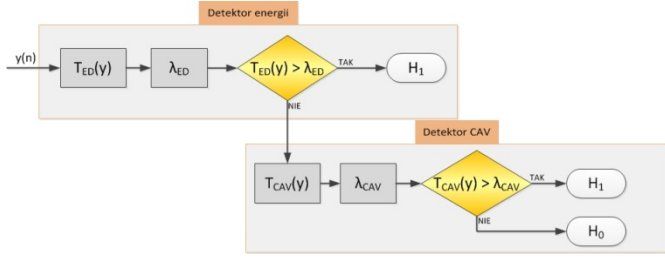 Detektor energii
y(n)
T_ED(y)
λ_ED
T_ED(y) > λ_ED
TAK
H_1
NIE
Detektor CAV
T_CAV(y)
λ_CAV
T_CAV(y) > λ_CAV
TAK
H_1
NIE
H_0